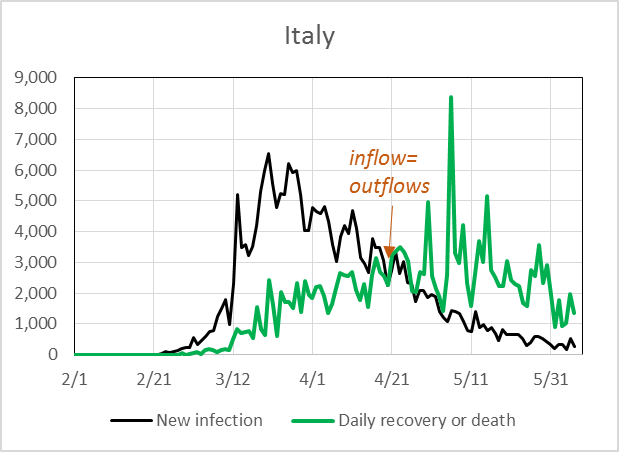 Italy
9,000
8,000
7,000
6,000
5,000
4,000
3,000
2,000
1,000
0
inflow=
outflows
2/1 2/21 3/12 4/1 4/21 5/11 5/31
New infection Daily recovery or death